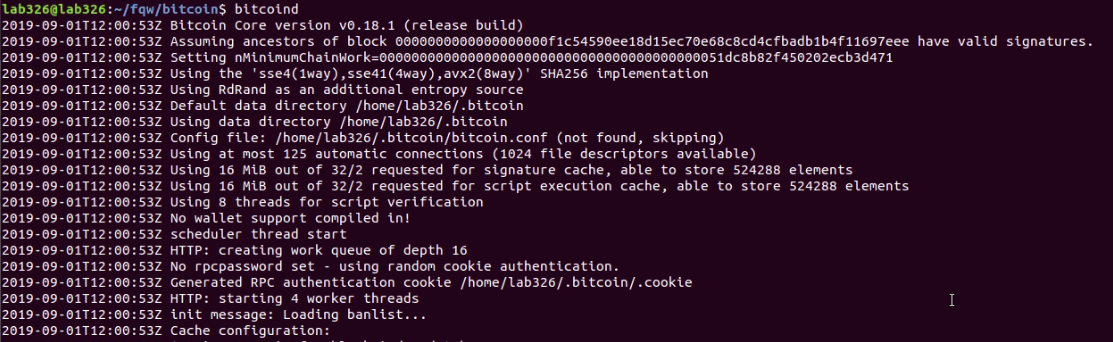 lab326@lab326:~/fqw/bitcoin$ bitcoind
2019-09-01T12:00:53Z Bitcoin Core version v0.18.1 (release build)
2019-09-01T12:00:53Z Assuming ancestors of block 0000000000000000000f1c54590ee18d15ec70e68c8cd4cfbadb1b4f11697eee have valid signatures.
2019-09-01T12:00:53Z Setting nMinimumChainWork=0000000000000000000000000000000000000000051dc8b82f450202ecb3d471
2019-09-01T12:00:53Z Using the 'sse4(1way),sse41(4way),avx2(8way)' SHA256 implementation
2019-09-01T12:00:53Z Using RdRand as an additional entropy source
2019-09-01T12:00:53Z Default data directory /home/lab326/.bitcoin
2019-09-01T12:00:53Z Using data directory /home/lab326/.bitcoin
2019-09-01T12:00:53Z Config file: /home/lab326/.bitcoin/bitcoin.conf (not found, skipping)
2019-09-01T12:00:53Z Using at most 125 automatic connections (1024 file descriptors available)
2019-09-01T12:00:53Z Using 16 MiB out of 32/2 requested for signature cache, able to store 524288 elements
2019-09-01T12:00:53Z Using 16 MiB out of 32/2 requested for script execution cache, able to store 524288 elements
2019-09-01T12:00:53Z Using 8 threads for script verification
2019-09-01T12:00:53Z No wallet support compiled in!
2019-09-01T12:00:53Z scheduler thread start
2019-09-01T12:00:53Z HTTP: creating work queue of depth 16
2019-09-01T12:00:53Z No rpcpassword set - using random cookie authentication.
2019-09-01T12:00:53Z Generated RPC authentication cookie /home/lab326/.bitcoin/.cookie
2019-09-01T12:00:53Z HTTP: starting 4 worker threads
2019-09-01T12:00:53Z init message: Loading banlist...
2019-09-01T12:00:53Z Cache configuration: